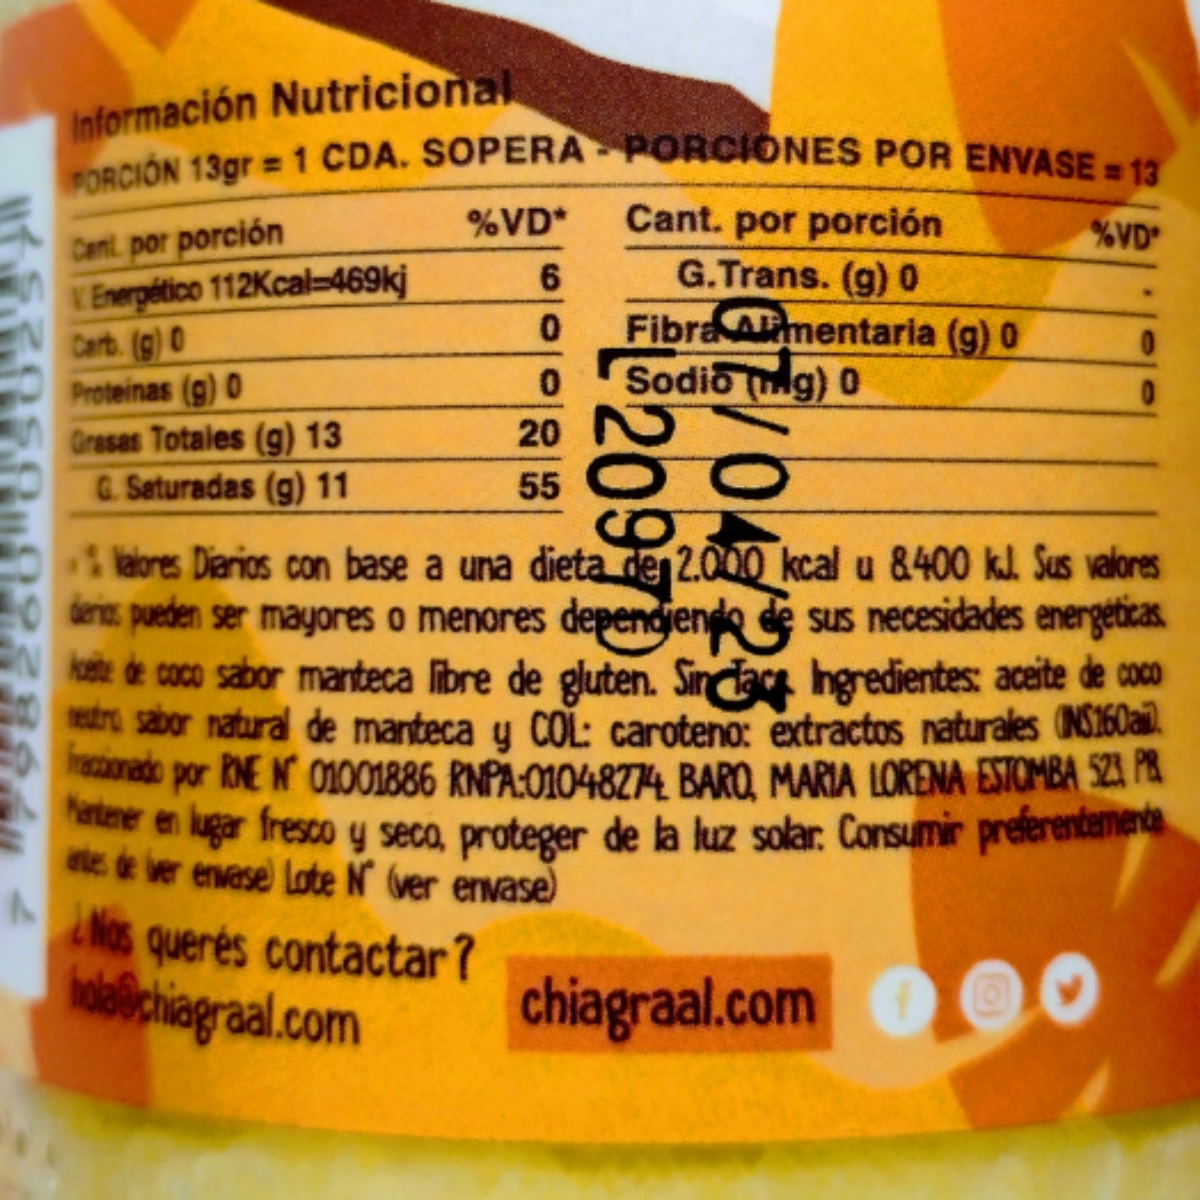 Información Nutricional
PORCIÓN 13gr = 1 CDA. SOPERA - PORCIONES POR ENVASE = 13
Cant. por porción %VD*
V. Energético 112Kcal=469kj 6
Carb. (g) 0 0
Proteínas (g) 0 0
Grasas Totales (g) 13 20
G. Saturadas (g) 11 55
Cant. por porción %VD*
G.Trans. (g) 0 -
Fibra Alimentaria (g) 0 0
Sodio (mg) 0 0
07/04/23
L 2097D
* % Valores Diarios con base a una dieta de 2.000 kcal u 8.400 kJ. Sus valores
diarios pueden ser mayores o menores dependiendo de sus necesidades energéticas.
Aceite de coco sabor manteca libre de gluten. Sin Tacc. Ingredientes: aceite de coco
neutro, sabor natural de manteca y COL: caroteno: extractos naturales (INS160aii).
Fraccionado por RNE N° 01001886 RNPA:01048274. BARQ, MARIA LORENA ESTOMBA 523, PB.
Mantener en lugar fresco y seco, proteger de la luz solar. Consumir preferentemente
antes de (ver envase) Lote N° (ver envase)
¿Nos querés contactar?
hola@chiagraal.com
chiagraal.com